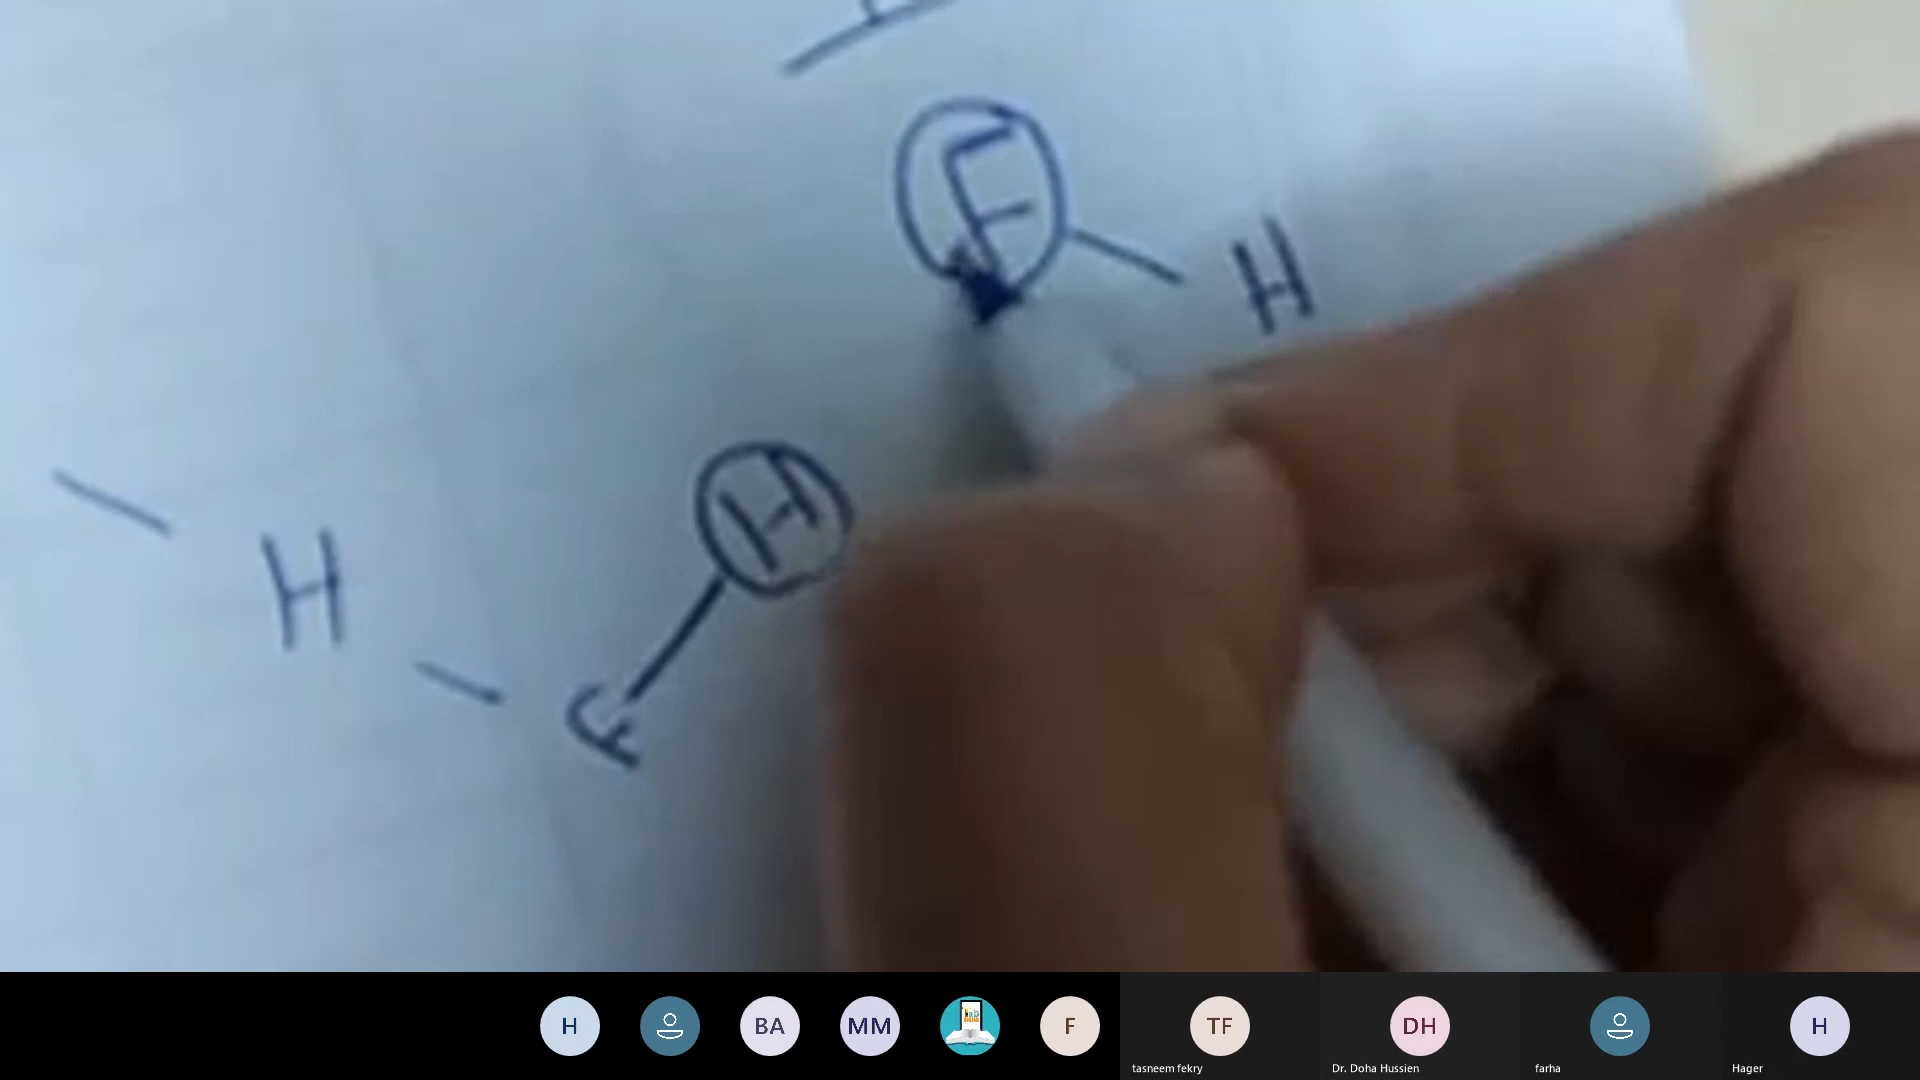 F
H
H
H
F
H
BA
MM
F
TF
DH
H
tasneem fekry
Dr. Doha Hussien
farha
Hager